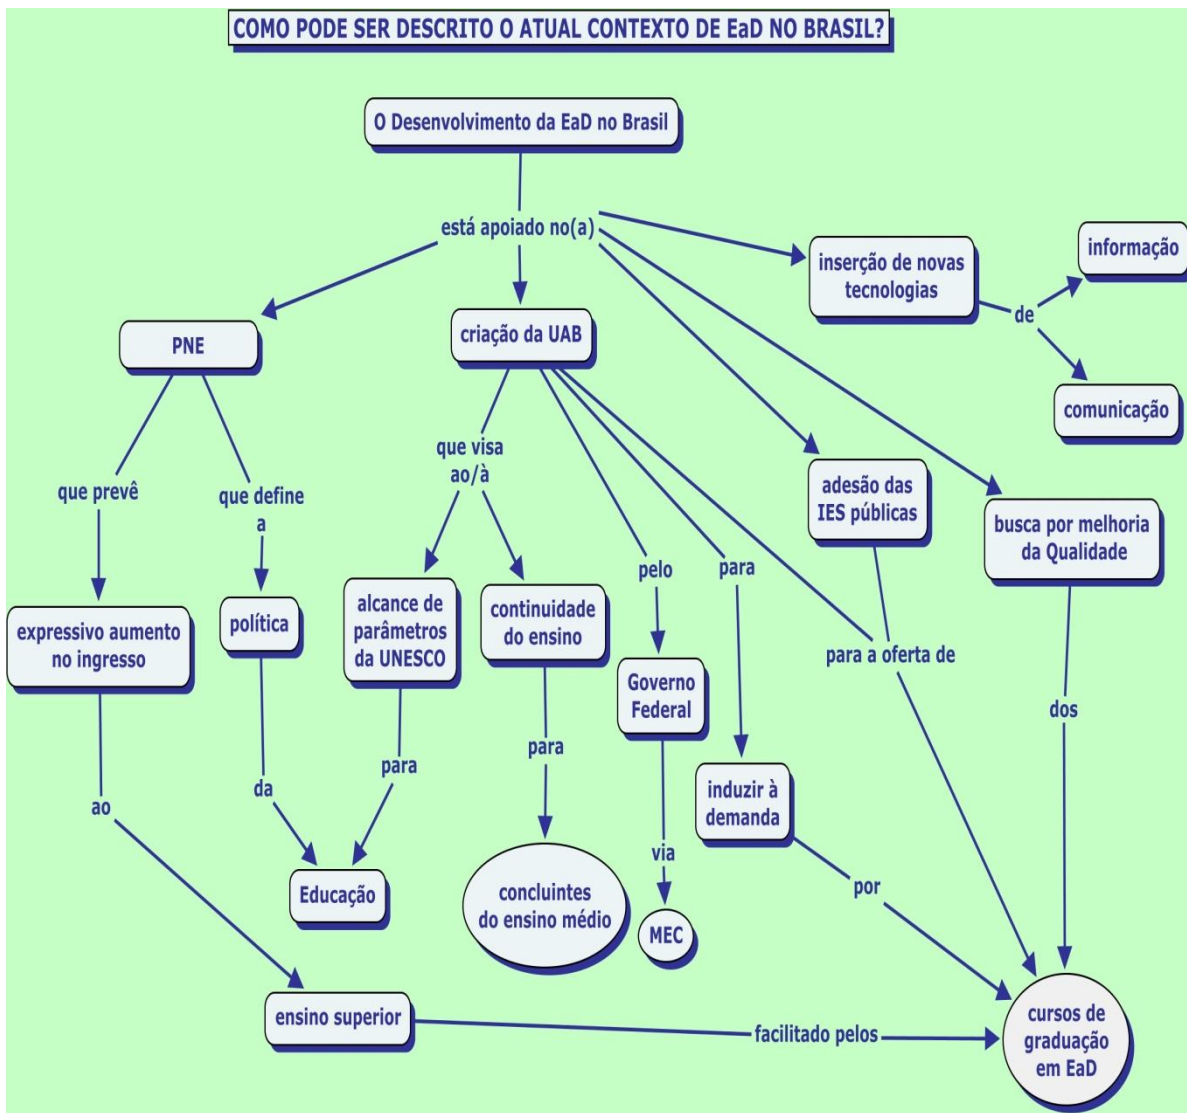 COMO PODE SER DESCRITO O ATUAL CONTEXTO DE EaD NO BRASIL?
O Desenvolvimento da EaD no Brasil
está apoiado no(a)
informação
inserção de novas
tecnologias
de
comunicação
PNE
criação da UAB
que visa
ao/à
que prevê
que define
a
adesão das
IES públicas
busca por melhoria
da Qualidade
pelo
para
expressivo aumento
no ingresso
política
alcance de
parâmetros
da UNESCO
continuidade
do ensino
para a oferta de
Governo
Federal
dos
para
para
ao
da
induzir à
demanda
via
por
Educação
concluintes
do ensino médio
MEC
ensino superior
facilitado pelos
cursos de
graduação
em EaD